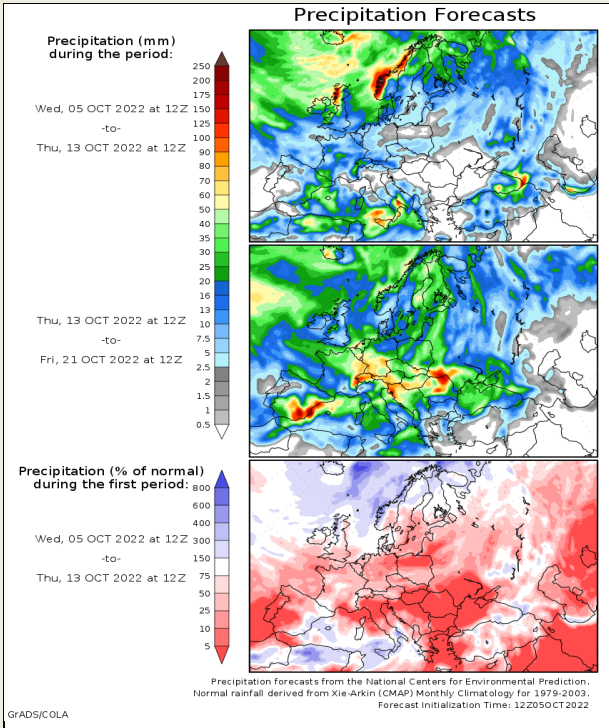 Precipitation Forecasts
Precipitation (mm)
during the period:
Wed, 05 OCT 2022 at 12Z
-to-
Thu, 13 OCT 2022 at 12Z
250
200
175
150
125
100
90
80
70
60
50
40
35
30
25
20
16
13
10
7.5
5
2.5
2
1.5
1
0.5
Thu, 13 OCT 2022 at 12Z
-to-
Fri, 21 OCT 2022 at 12Z
Precipitation (% of normal)
during the first period:
Wed, 05 OCT 2022 at 12Z
-to-
Thu, 13 OCT 2022 at 12Z
800
600
400
300
150
75
50
25
10
5
Precipitation forecasts from the National Centers for Environmental Prediction.
Normal rainfall derived from Xie-Arkin (CMAP) Monthly Climatology for 1979-2003.
Forecast Initialization Time: 12Z05OCT2022
GrADS/COLA